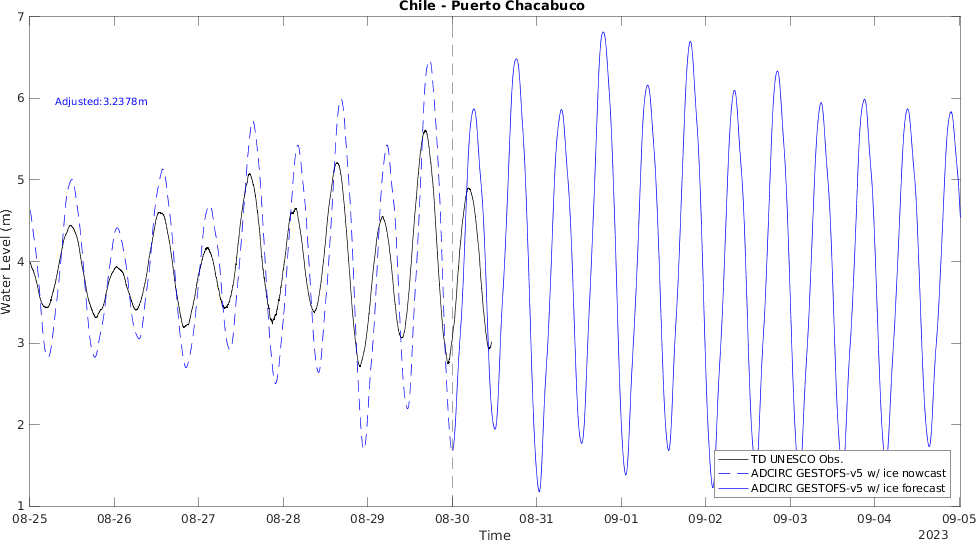 Chile - Puerto Chacabuco
7
6
5
4
3
2
1
Water Level (m)
Adjusted:3.2378m
TD UNESCO Obs.
ADCIRC GESTOFS-v5 w/ ice nowcast
ADCIRC GESTOFS-v5 w/ ice forecast
08-25 08-26 08-27 08-28 08-29 08-30 08-31 09-01 09-02 09-03 09-04 09-05
Time
2023